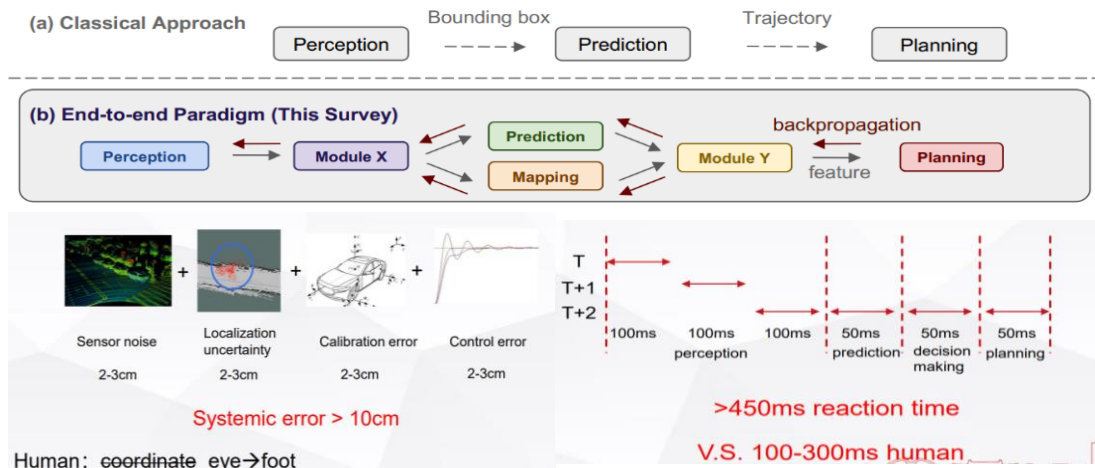 (a) Classical Approach
Bounding box
Trajectory
Perception
Prediction
Planning
(b) End-to-end Paradigm (This Survey)
Perception
Module X
Prediction
Mapping
Module Y
backpropagation
feature
Planning
+ + +
Sensor noise
Localization
uncertainty
Calibration error
Control error
2-3cm 2-3cm 2-3cm 2-3cm
Systemic error > 10cm
Human: coordinate eye→foot
T
T+1
T+2
100ms 100ms 100ms 50ms 50ms 50ms
perception
prediction
decision
making
planning
>450ms reaction time
V.S. 100-300ms human